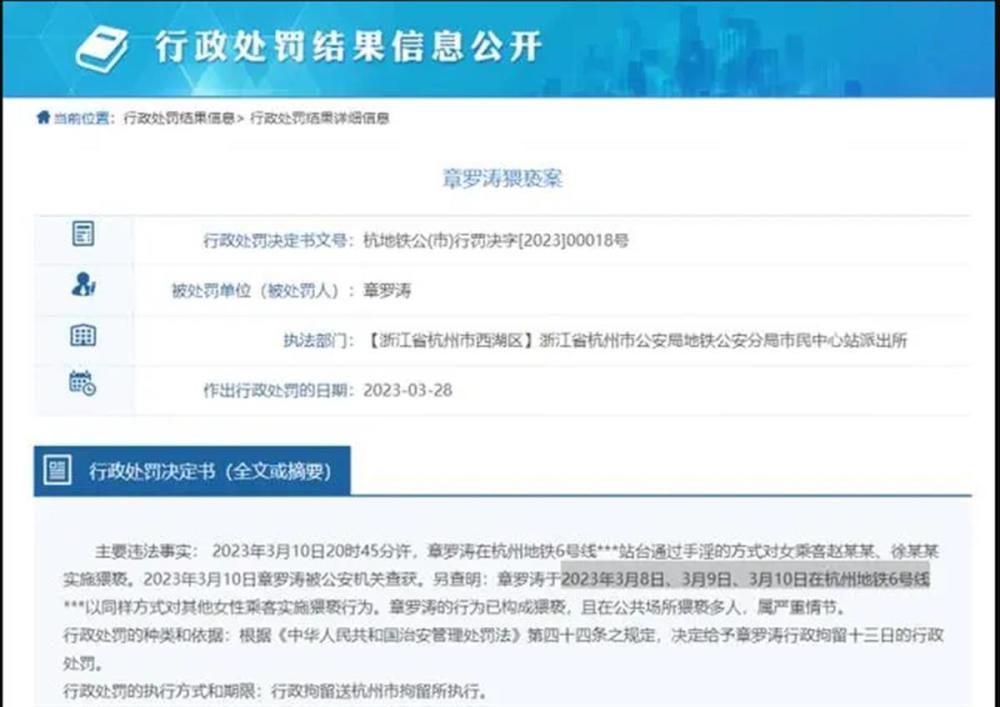 行政处罚结果信息公开
当前位置：行政处罚结果信息> 行政处罚结果详细信息
章罗涛猥亵案
行政处罚决定书文号：杭地铁公(市)行罚决字[2023]00018号
被处罚单位（被处罚人）：章罗涛
执法部门：【浙江省杭州市西湖区】浙江省杭州市公安局地铁公安分局市民中心站派出所
作出行政处罚的日期：2023-03-28
行政处罚决定书（全文或摘要）
主要违法事实： 2023年3月10日20时45分许，章罗涛在杭州地铁6号线***站台通过手淫的方式对女乘客赵某某、徐某某
实施猥亵。2023年3月10日章罗涛被公安机关查获。另查明：章罗涛于2023年3月8日、3月9日、3月10日在杭州地铁6号线
***以同样方式对其他女性乘客实施猥亵行为。章罗涛的行为已构成猥亵，且在公共场所猥亵多人，属严重情节。
行政处罚的种类和依据：根据《中华人民共和国治安管理处罚法》第四十四条之规定，决定给予章罗涛行政拘留十三日的行政
处罚。
行政处罚的执行方式和期限：行政拘留送杭州市拘留所执行。